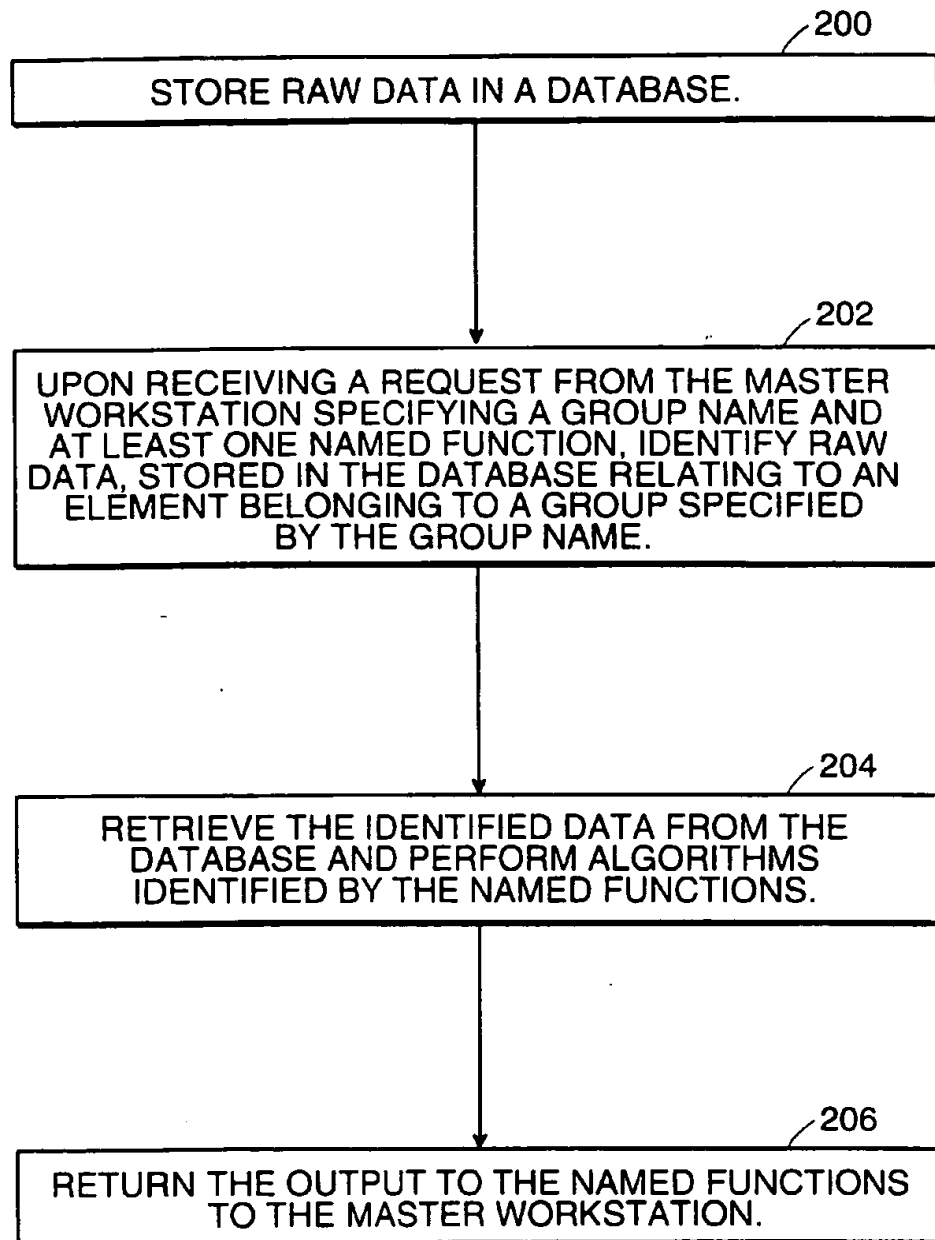 200
STORE RAW DATA IN A DATABASE.
202
UPON RECEIVING A REQUEST FROM THE MASTER
WORKSTATION SPECIFYING A GROUP NAME AND
AT LEAST ONE NAMED FUNCTION, IDENTIFY RAW
DATA, STORED IN THE DATABASE RELATING TO AN
ELEMENT BELONGING TO A GROUP SPECIFIED
BY THE GROUP NAME.
204
RETRIEVE THE IDENTIFIED DATA FROM THE
DATABASE AND PERFORM ALGORITHMS
IDENTIFIED BY THE NAMED FUNCTIONS.
206
RETURN THE OUTPUT TO THE NAMED FUNCTIONS
TO THE MASTER WORKSTATION.